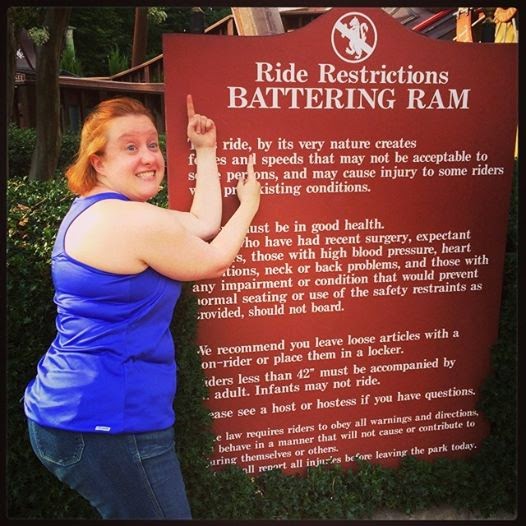 Ride Restrictions
BATTERING RAM
ride, by its very nature creates
and speeds that may not be acceptable to
persons, and may cause injury to some riders
existing conditions.
must be in good health.
who have had recent surgery, expectant
those with high blood pressure, heart
neck or back problems, and those with
any impairment or condition that would prevent
normal seating or use of the safety restraints as
provided, should not board.
We recommend you leave loose articles with a
non-rider or place them in a locker.
Riders less than 42" must be accompanied by
adult. Infants may not ride.
Please see a host or hostess if you have questions.
law requires riders to obey all warnings and directions,
behave in a manner that will not cause or contribute to
themselves or others.
report all injuries before leaving the park today.